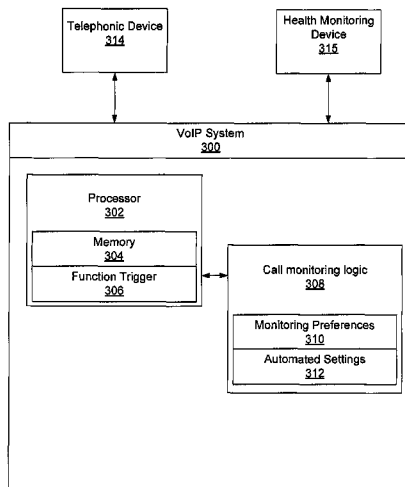 Telephonic Device
314
Health Monitoring
Device
315
VoIP System
300
Processor
302
Memory
304
Function Trigger
306
Call monitoring logic
308
Monitoring Preferences
310
Automated Settings
312